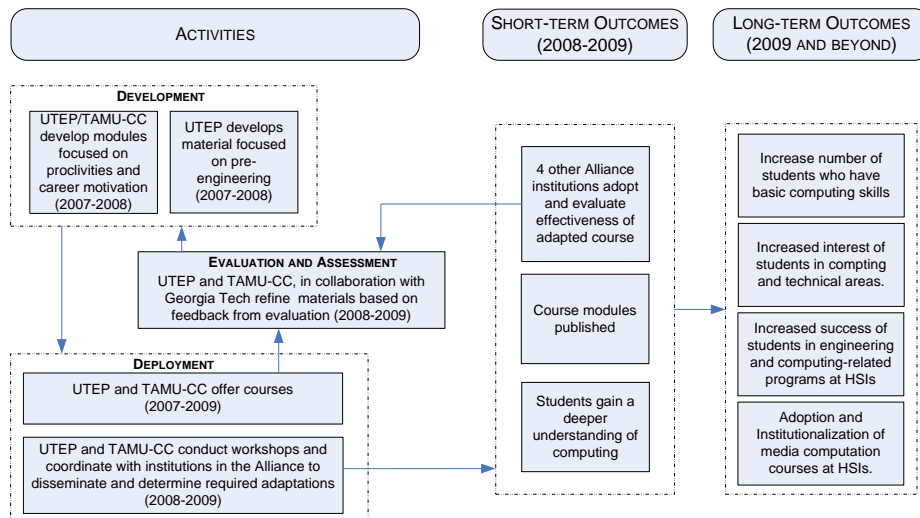 ACTIVITIES
SHORT-TERM OUTCOMES
(2008-2009)
LONG-TERM OUTCOMES
(2009 AND BEYOND)
DEVELOPMENT
UTEP/TAMU-CC
develop modules
focused on
proclivities and
career motivation
(2007-2008)
UTEP develops
material focused
on pre-
engineering
(2007-2008)
EVALUATION AND ASSESSMENT
UTEP and TAMU-CC, in collaboration with
Georgia Tech refine materials based on
feedback from evaluation (2008-2009)
DEPLOYMENT
UTEP and TAMU-CC offer courses
(2007-2009)
UTEP and TAMU-CC conduct workshops and
coordinate with institutions in the Alliance to
disseminate and determine required adaptations
(2008-2009)
4 other Alliance
institutions adopt
and evaluate
effectiveness of
adapted course
Course modules
published
Students gain a
deeper
understanding of
computing
Increase number of
students who have
basic computing skills
Increased interest of
students in compting
and technical areas.
Increased success of
students in engineering
and computing-related
programs at HSIs
Adoption and
Institutionalization of
media computation
courses at HSIs.